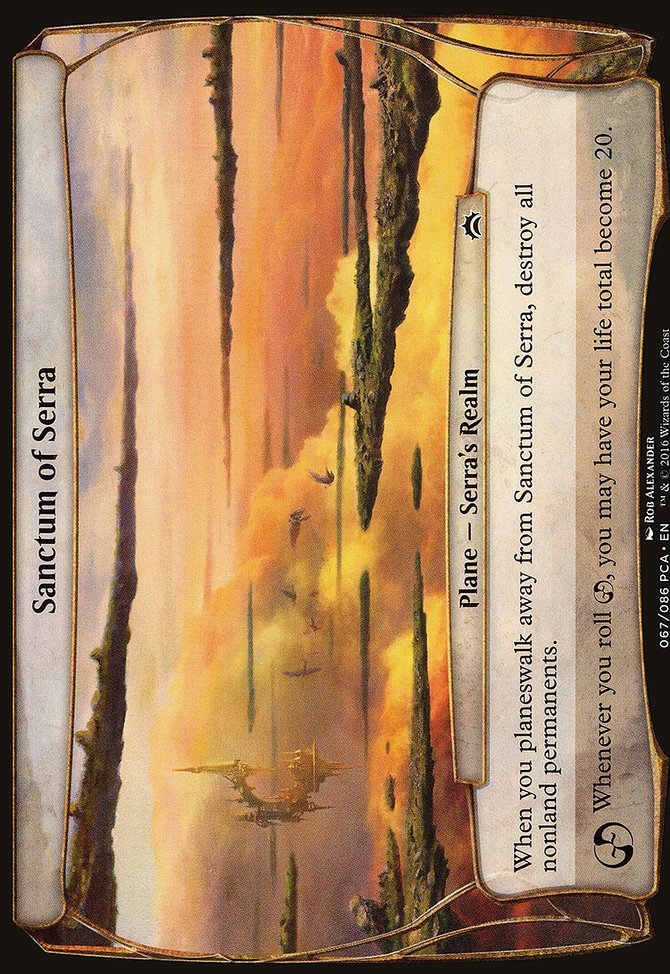 Sanctum of Serra
Plane — Serra's Realm
When you planeswalk away from Sanctum of Serra, destroy all
nonland permanents.
Whenever you roll , you may have your life total become 20.
Rob Alexander
067/086 PCA • EN ™ & © 2016 Wizards of the Coast